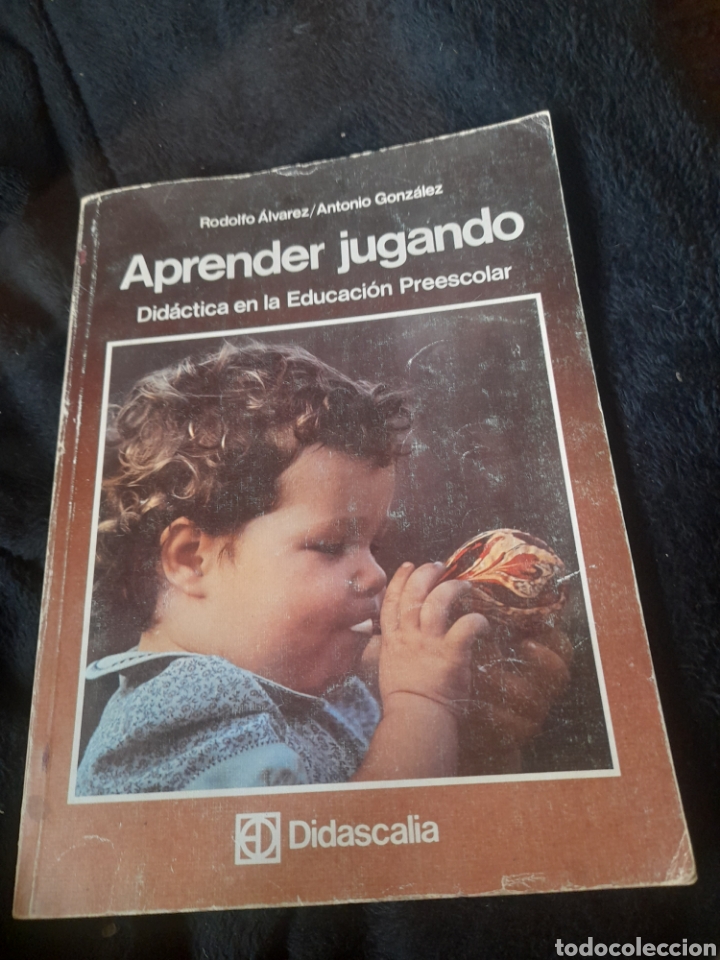 Rodolfo Álvarez/Antonio González
Aprender jugando
Didáctica en la Educación Preescolar
Didascalia
todocoleccion